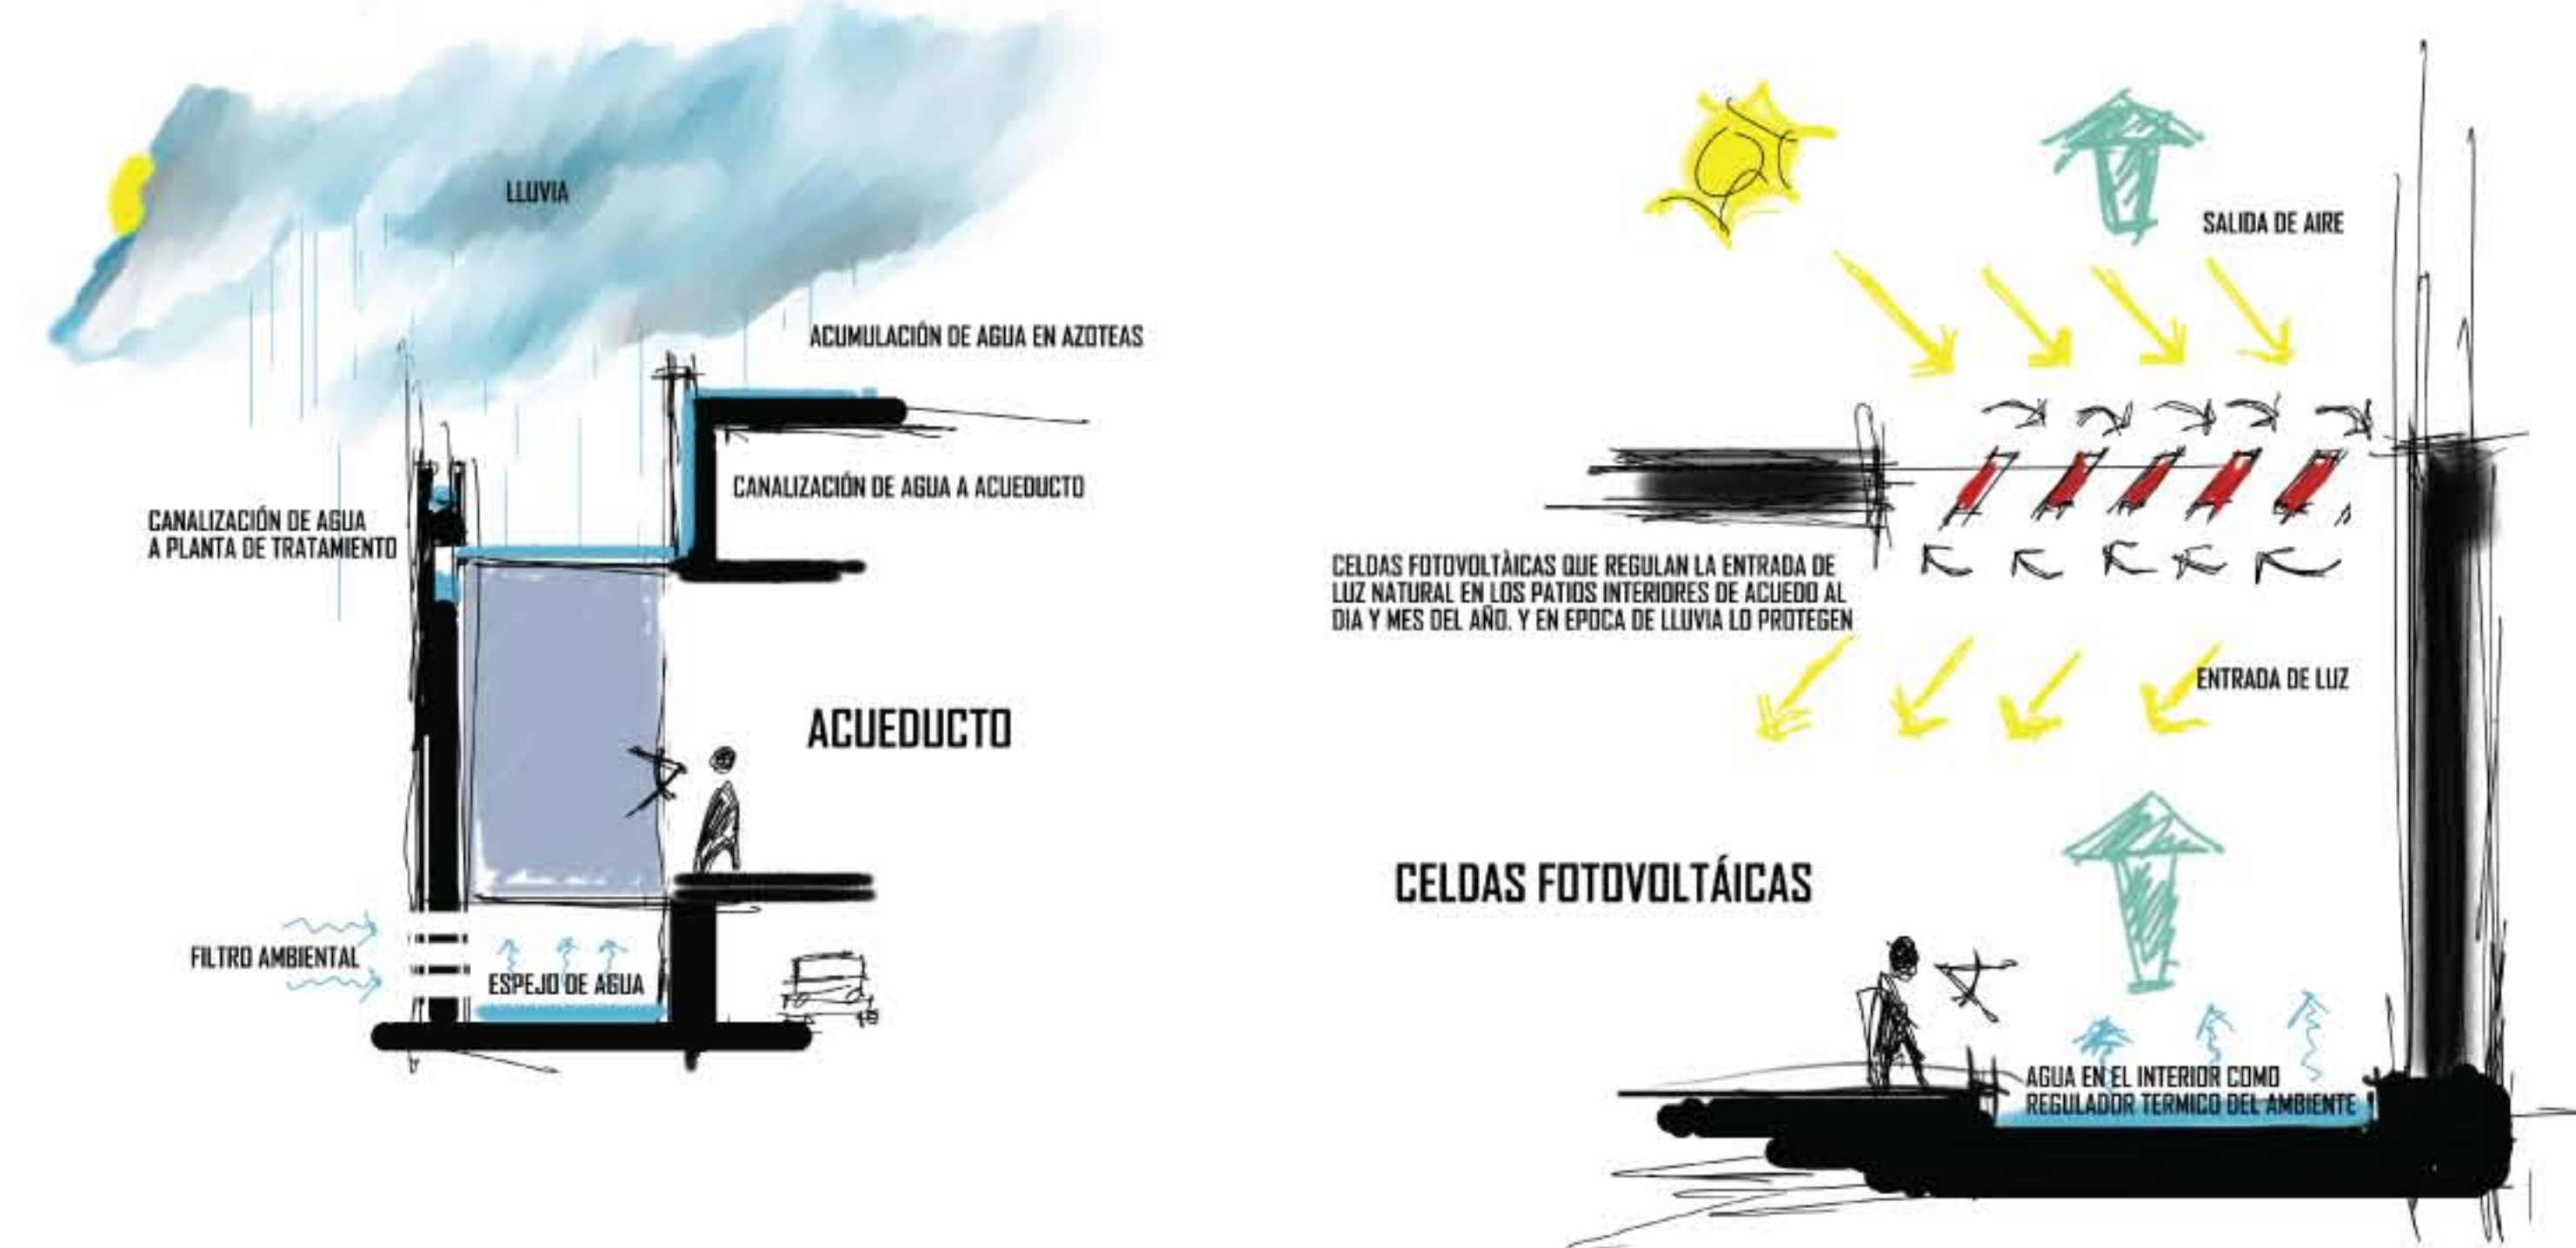 LLUVIA
ACUMULACIÓN DE AGUA EN AZOTEAS
CANALIZACIÓN DE AGUA A ACUEDUCTO
CANALIZACIÓN DE AGUA
A PLANTA DE TRATAMIENTO
ACUEDUCTO
FILTRO AMBIENTAL
ESPEJO DE AGUA
SALIDA DE AIRE
CELDAS FOTOVOLTÀICAS QUE REGULAN LA ENTRADA DE
LUZ NATURAL EN LOS PATIOS INTERIORES DE ACUEDO AL
DIA Y MES DEL AÑO. Y EN EPOCA DE LLUVIA LO PROTEGEN
ENTRADA DE LUZ
CELDAS FOTOVOLTÁICAS
AGUA EN EL INTERIOR COMO
REGULADOR TERMICO DEL AMBIENTE